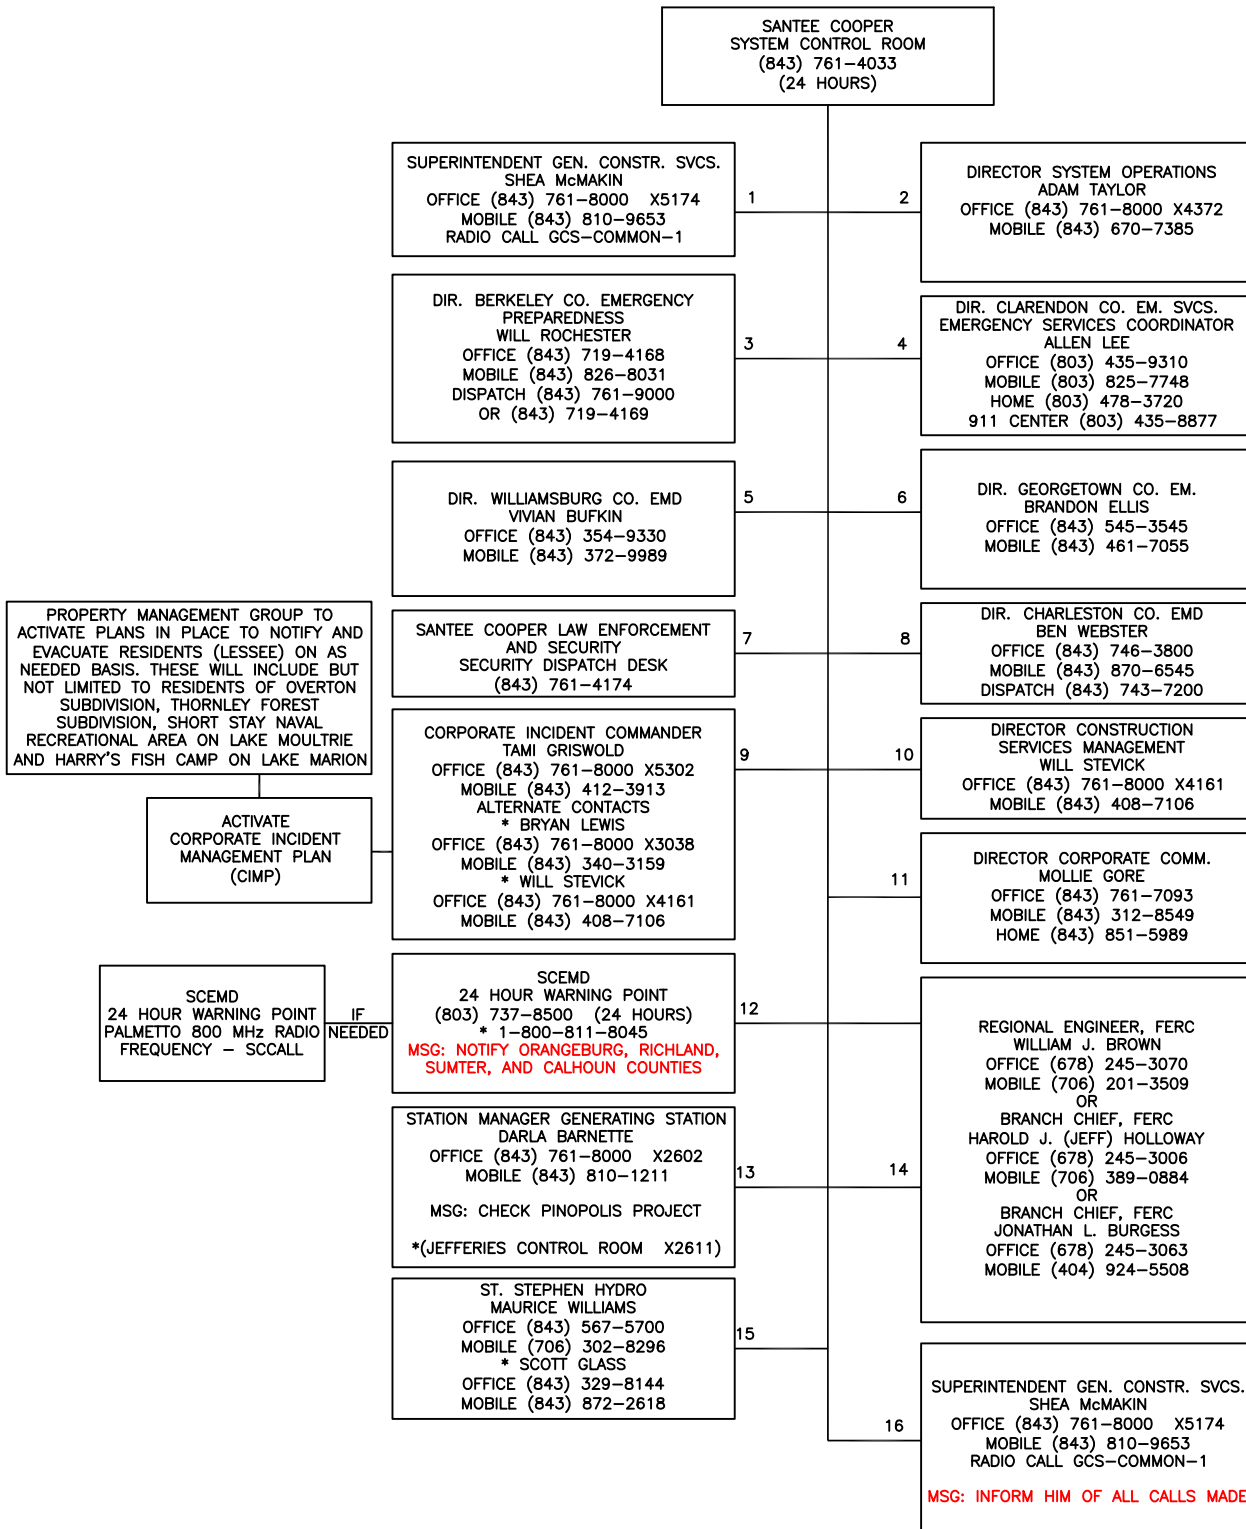 SANTEE COOPER
SYSTEM CONTROL ROOM
(843) 761-4033
(24 HOURS)
SUPERINTENDENT GEN. CONSTR. SVCS.
SHEA McMAKIN
OFFICE (843) 761-8000 X5174
MOBILE (843) 810-9653
RADIO CALL GCS-COMMON-1
1
2
DIRECTOR SYSTEM OPERATIONS
ADAM TAYLOR
OFFICE (843) 761-8000 X4372
MOBILE (843) 670-7385
DIR. BERKELEY CO. EMERGENCY
PREPAREDNESS
WILL ROCHESTER
OFFICE (843) 719-4168
MOBILE (843) 826-8031
DISPATCH (843) 761-9000
OR (843) 719-4169
3
4
DIR. CLARENDON CO. EM. SVCS.
EMERGENCY SERVICES COORDINATOR
ALLEN LEE
OFFICE (803) 435-9310
MOBILE (803) 825-7748
HOME (803) 478-3720
911 CENTER (803) 435-8877
DIR. WILLIAMSBURG CO. EMD
VIVIAN BUFKIN
OFFICE (843) 354-9330
MOBILE (843) 372-9989
5
6
DIR. GEORGETOWN CO. EM.
BRANDON ELLIS
OFFICE (843) 545-3545
MOBILE (843) 461-7055
SANTEE COOPER LAW ENFORCEMENT
AND SECURITY
SECURITY DISPATCH DESK
(843) 761-4174
7
8
DIR. CHARLESTON CO. EMD
BEN WEBSTER
OFFICE (843) 746-3800
MOBILE (843) 870-6545
DISPATCH (843) 743-7200
PROPERTY MANAGEMENT GROUP TO
ACTIVATE PLANS IN PLACE TO NOTIFY AND
EVACUATE RESIDENTS (LESSEE) ON AS
NEEDED BASIS. THESE WILL INCLUDE BUT
NOT LIMITED TO RESIDENTS OF OVERTON
SUBDIVISION, THORNLEY FOREST
SUBDIVISION, SHORT STAY NAVAL
RECREATIONAL AREA ON LAKE MOULTRIE
AND HARRY'S FISH CAMP ON LAKE MARION
ACTIVATE
CORPORATE INCIDENT
MANAGEMENT PLAN
(CIMP)
CORPORATE INCIDENT COMMANDER
TAMI GRISWOLD
OFFICE (843) 761-8000 X5302
MOBILE (843) 412-3913
ALTERNATE CONTACTS
* BRYAN LEWIS
OFFICE (843) 761-8000 X3038
MOBILE (843) 340-3159
* WILL STEVICK
OFFICE (843) 761-8000 X4161
MOBILE (843) 408-7106
9
10
DIRECTOR CONSTRUCTION
SERVICES MANAGEMENT
WILL STEVICK
OFFICE (843) 761-8000 X4161
MOBILE (843) 408-7106
11
DIRECTOR CORPORATE COMM.
MOLLIE GORE
OFFICE (843) 761-7093
MOBILE (843) 312-8549
HOME (843) 851-5989
SCEMD
24 HOUR WARNING POINT
PALMETTO 800 MHz RADIO
FREQUENCY - SCCALL
IF
NEEDED
SCEMD
24 HOUR WARNING POINT
(803) 737-8500 (24 HOURS)
* 1-800-811-8045
MSG: NOTIFY ORANGEBURG, RICHLAND,
SUMTER, AND CALHOUN COUNTIES
12
STATION MANAGER GENERATING STATION
DARLA BARNETTE
OFFICE (843) 761-8000 X2602
MOBILE (843) 810-1211
MSG: CHECK PINOPOLIS PROJECT
*(JEFFERIES CONTROL ROOM X2611)
13
14
REGIONAL ENGINEER, FERC
WILLIAM J. BROWN
OFFICE (678) 245-3070
MOBILE (706) 201-3509
OR
BRANCH CHIEF, FERC
HAROLD J. (JEFF) HOLLOWAY
OFFICE (678) 245-3006
MOBILE (706) 389-0884
OR
BRANCH CHIEF, FERC
JONATHAN L. BURGESS
OFFICE (678) 245-3063
MOBILE (404) 924-5508
ST. STEPHEN HYDRO
MAURICE WILLIAMS
OFFICE (843) 567-5700
MOBILE (706) 302-8296
* SCOTT GLASS
OFFICE (843) 329-8144
MOBILE (843) 872-2618
15
16
SUPERINTENDENT GEN. CONSTR. SVCS.
SHEA McMAKIN
OFFICE (843) 761-8000 X5174
MOBILE (843) 810-9653
RADIO CALL GCS-COMMON-1
MSG: INFORM HIM OF ALL CALLS MADE